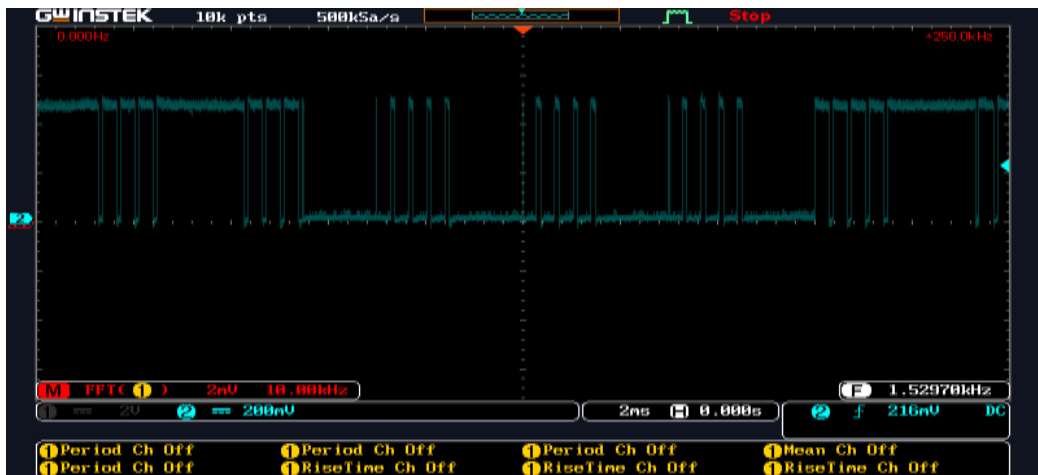 GWINSTEK 10k pts 500kSa/s Stop
0.000Hz +250.0kHz
2
M FFT( 1 ) 2mV 10.00kHz F 1.52970kHz
1 2V 2 200mV 2ms H 0.000s 2 216mV DC
1 Period Ch Off 1 Period Ch Off 1 Period Ch Off 1 Mean Ch Off
1 Period Ch Off 1 RiseTime Ch Off 1 RiseTime Ch Off 1 RiseTime Ch Off